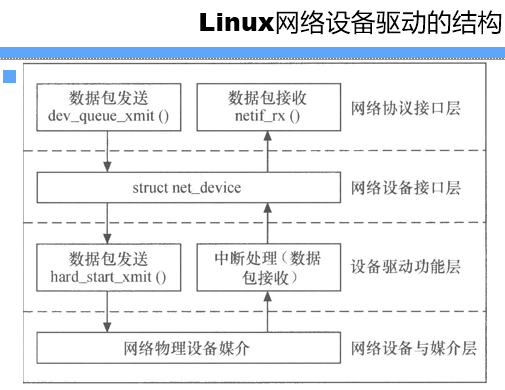 Linux网络设备驱动的结构
数据包发送
dev_queue_xmit ()
数据包接收
netif_rx ()
网络协议接口层
struct net_device
网络设备接口层
数据包发送
hard_start_xmit ()
中断处理（数据
包接收）
设备驱动功能层
网络物理设备媒介
网络设备与媒介层